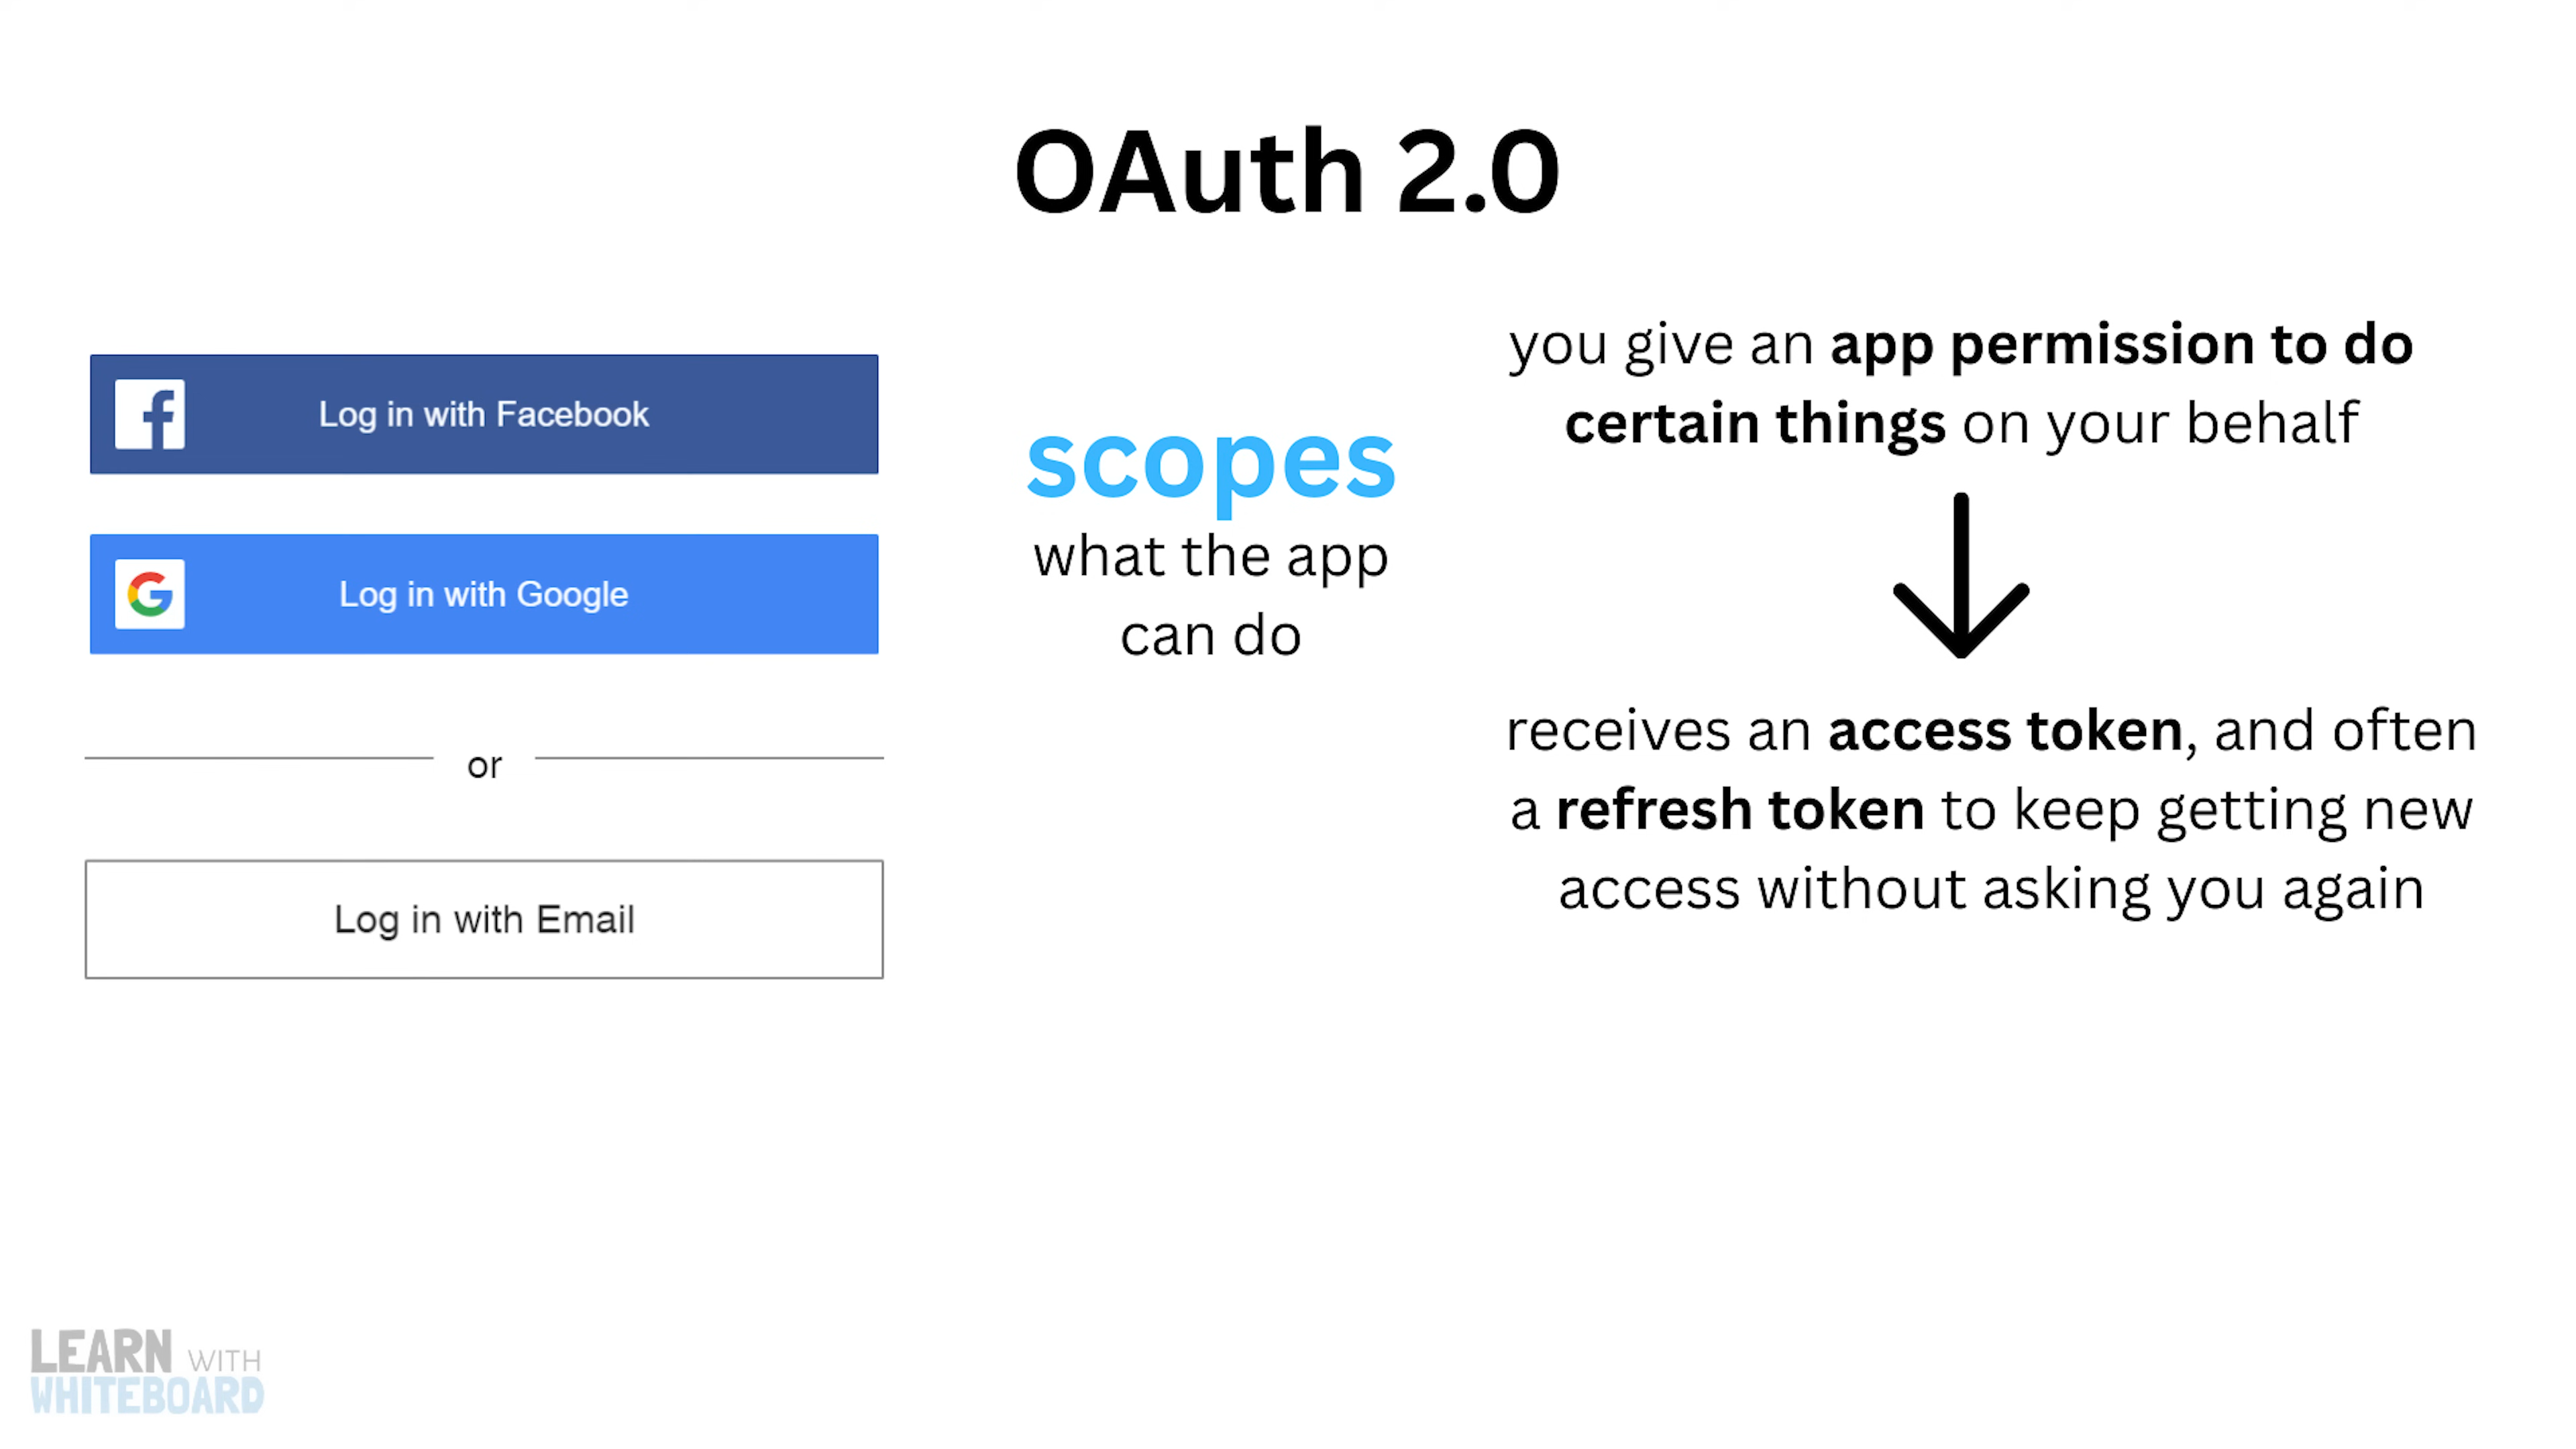 OAuth 2.0
Log in with Facebook
Log in with Google
or
Log in with Email
scopes
what the app
can do
you give an app permission to do
certain things on your behalf
receives an access token, and often
a refresh token to keep getting new
access without asking you again
LEARN WITH
WHITEBOARD